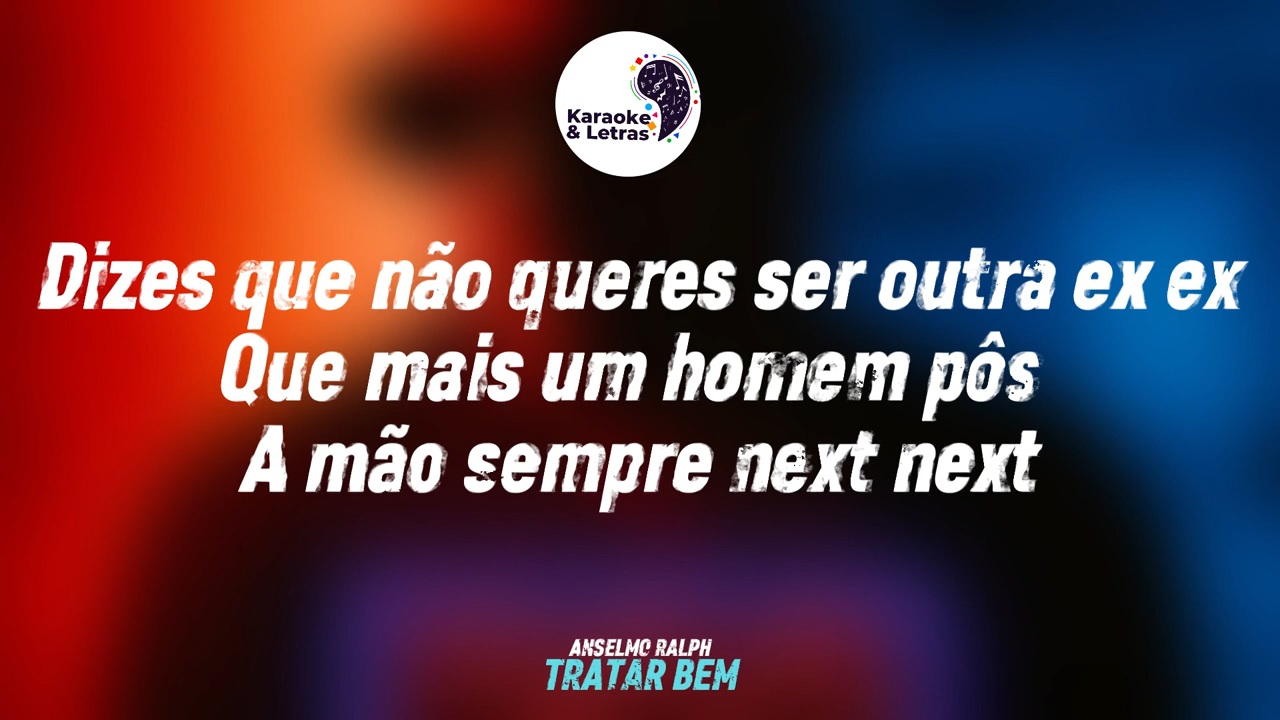 Karaoke
& Letras
Dizes que não queres ser outra ex ex
Que mais um homem pôs
A mão sempre next next
ANSELMO RALPH
TRATAR BEM